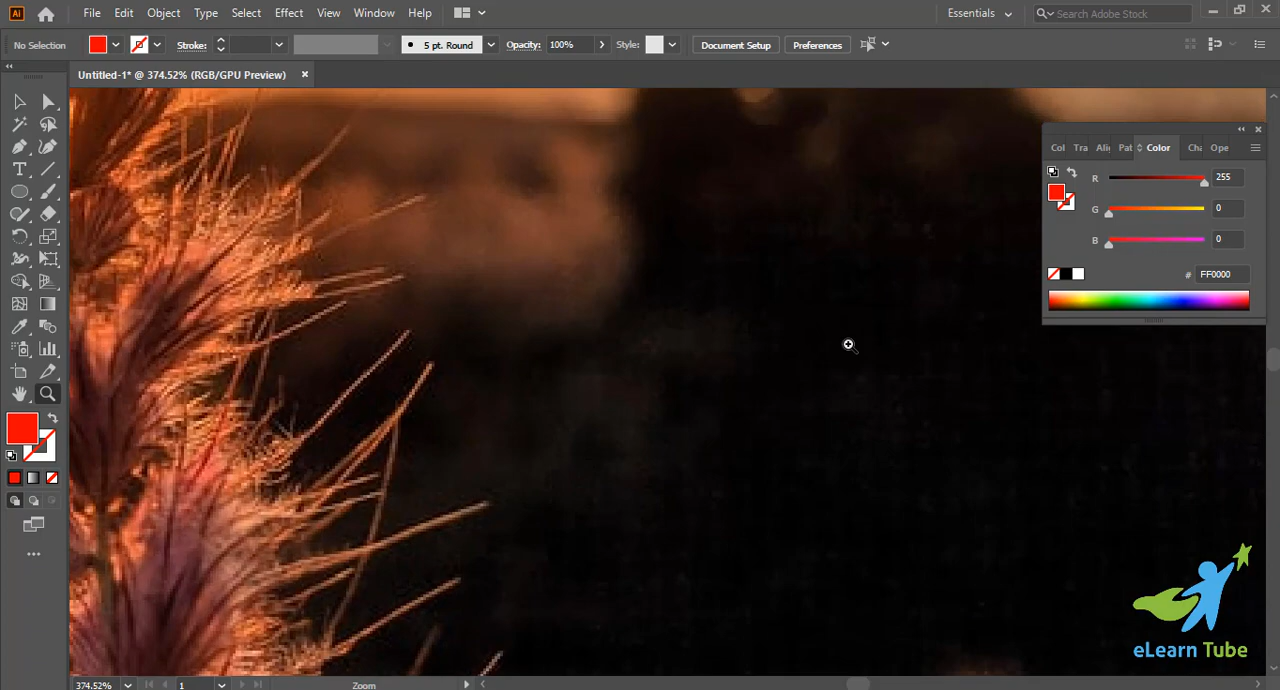 Ai File Edit Object Type Select Effect View Window Help Essentials Search Adobe Stock
No Selection Stroke: 5 pt. Round Opacity: 100% Style: Document Setup Preferences
Untitled-1* @ 374.52% (RGB/GPU Preview) ×
Col Tra Alig Pat Color Cha Ope
R 255
G 0
B 0
# FF0000
eLearn Tube
374.52% 1 Zoom